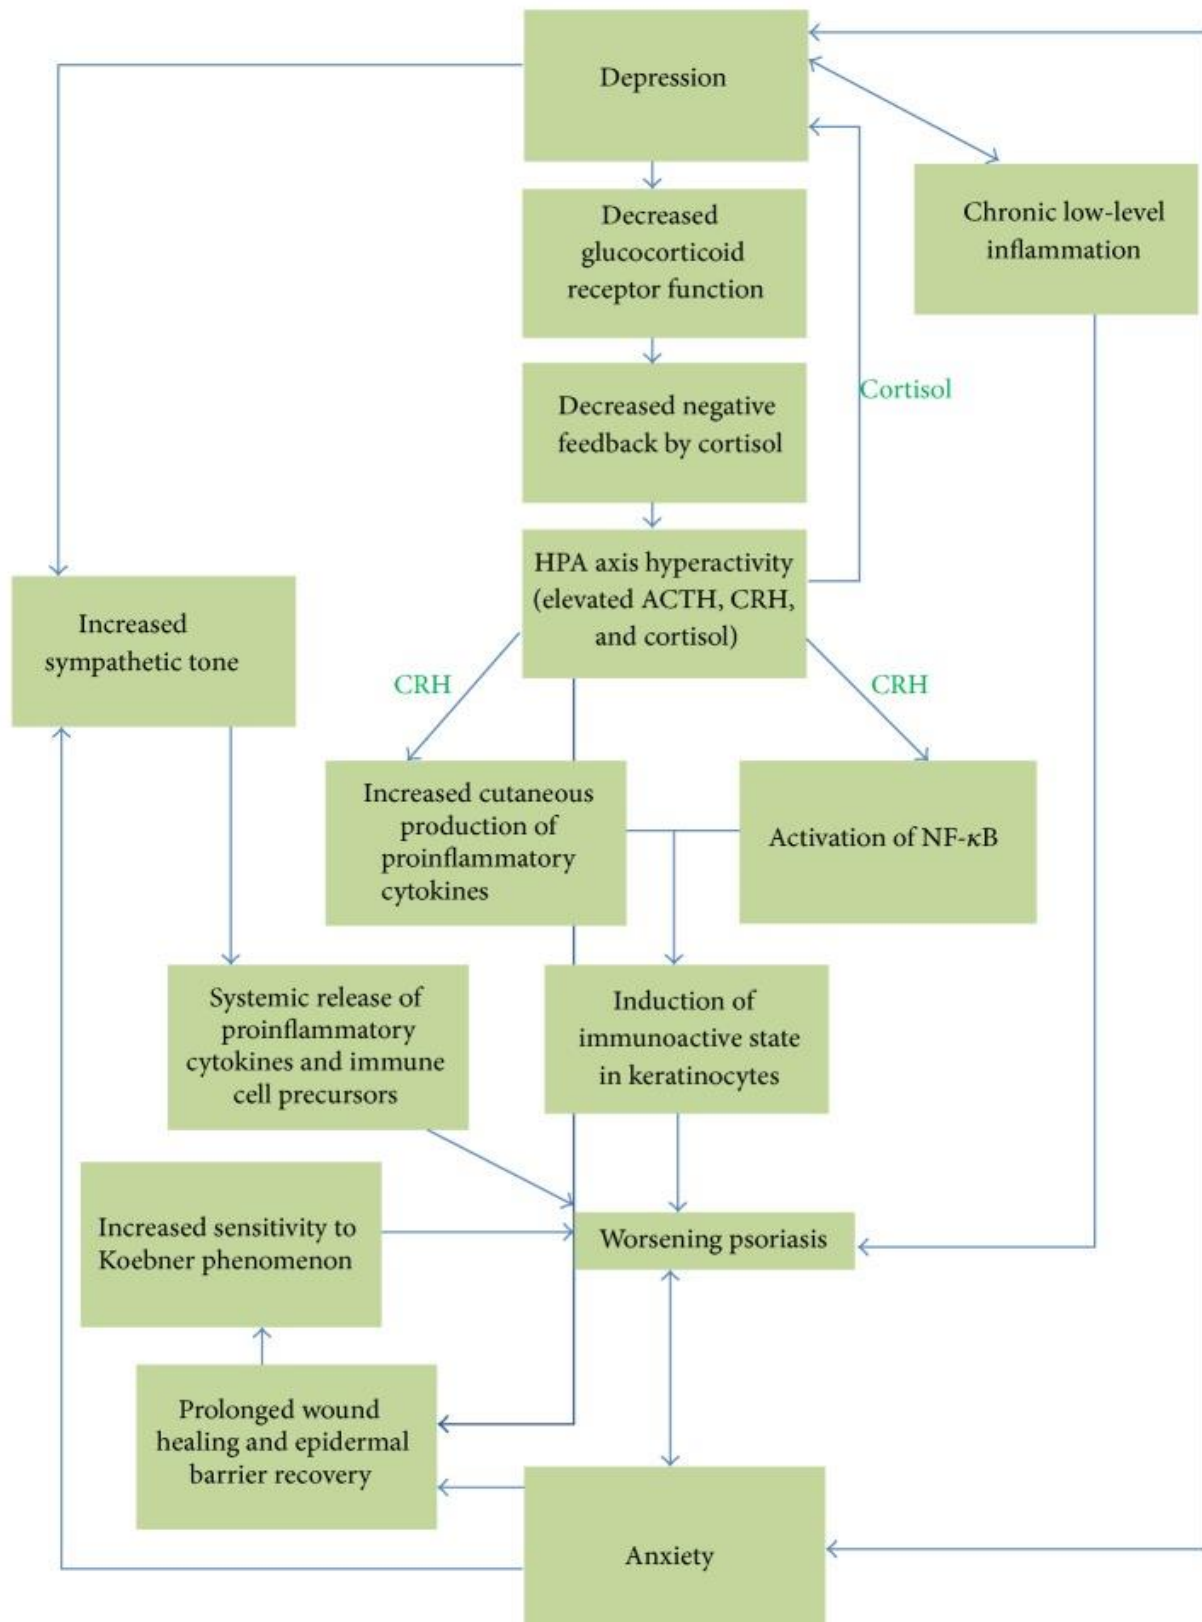 Depression
Decreased
glucocorticoid
receptor function
Chronic low-level
inflammation
Cortisol
Decreased negative
feedback by cortisol
HPA axis hyperactivity
(elevated ACTH, CRH,
and cortisol)
Increased
sympathetic tone
CRH
CRH
Increased cutaneous
production of
proinflammatory
cytokines
Activation of NF-κB
Systemic release of
proinflammatory
cytokines and immune
cell precursors
Induction of
immunoactive state
in keratinocytes
Increased sensitivity to
Koebner phenomenon
Worsening psoriasis
Prolonged wound
healing and epidermal
barrier recovery
Anxiety